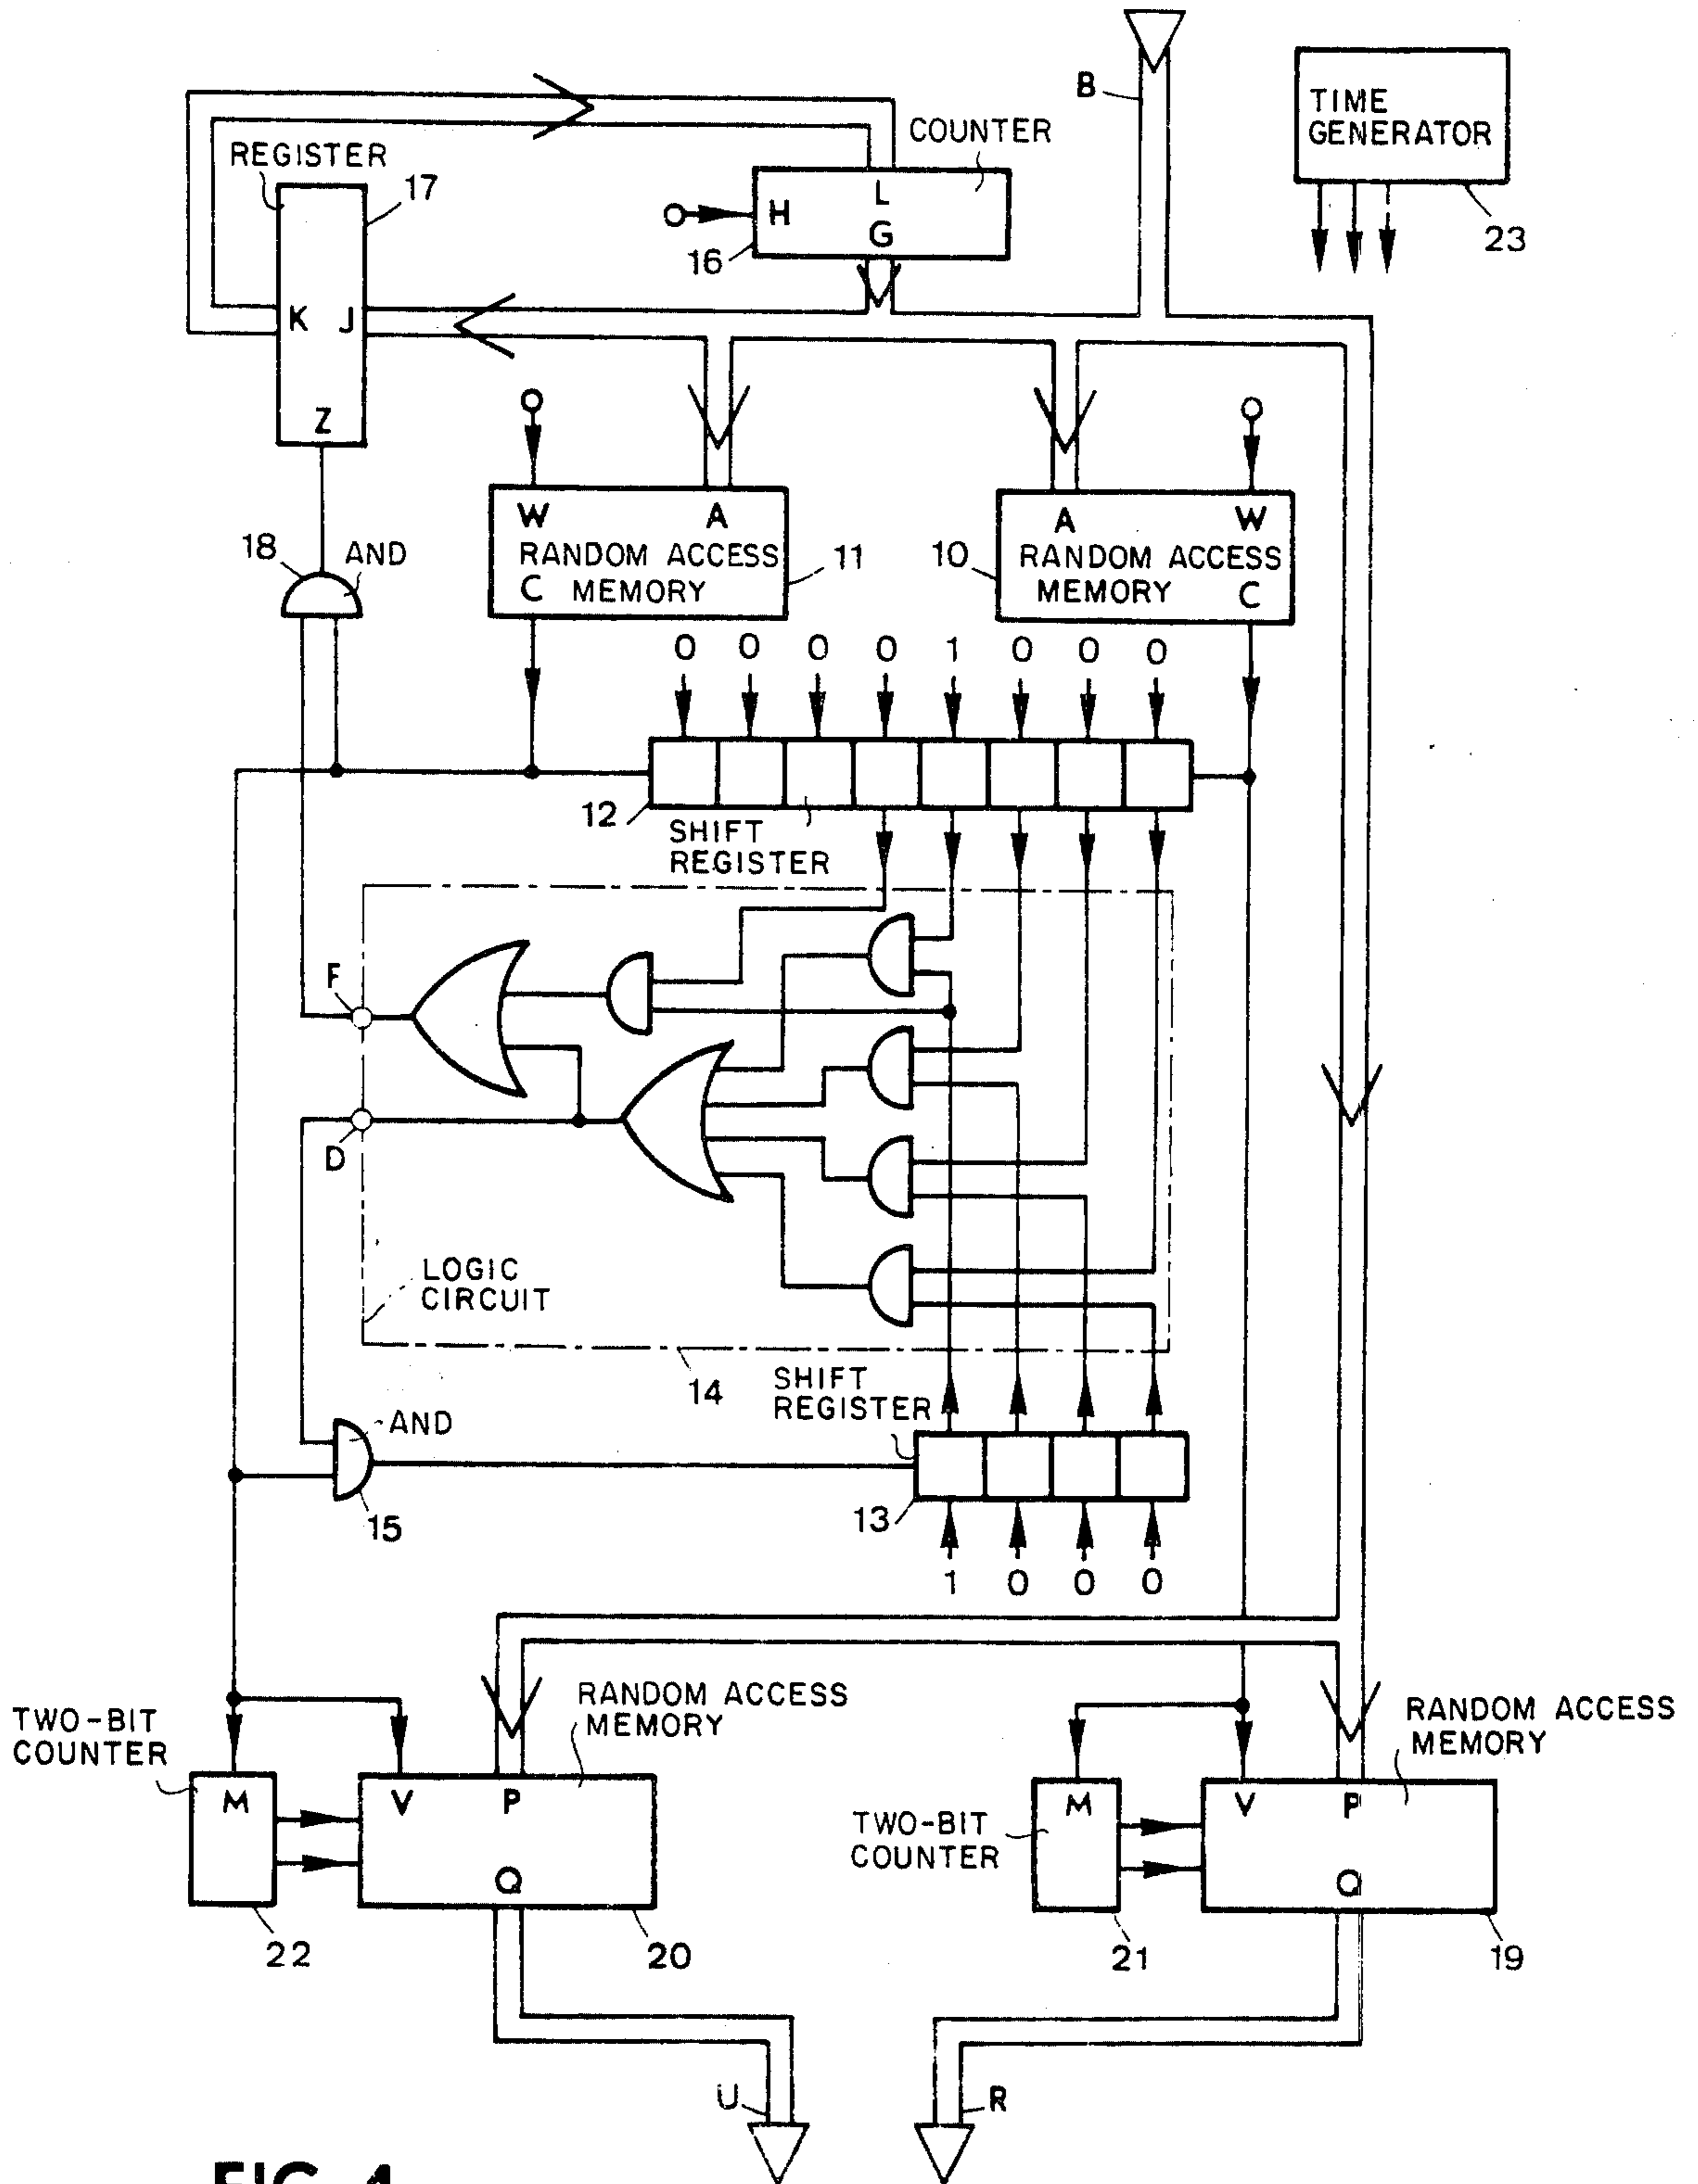 B
TIME
GENERATOR
23
COUNTER
REGISTER
17
L
H
G
16
K J
Z
18
AND
W A
RANDOM ACCESS
C MEMORY
11
10
A W
RANDOM ACCESS
MEMORY C
0 0 0 0 1 0 0 0
12
SHIFT
REGISTER
F
D
LOGIC
CIRCUIT
14
SHIFT
REGISTER
AND
15
13
1 0 0 0
RANDOM ACCESS
MEMORY
RANDOM ACCESS
MEMORY
TWO-BIT
COUNTER
M V P
Q
TWO-BIT
COUNTER
M V P
Q
22
20
21
19
U
R
FIG. 4